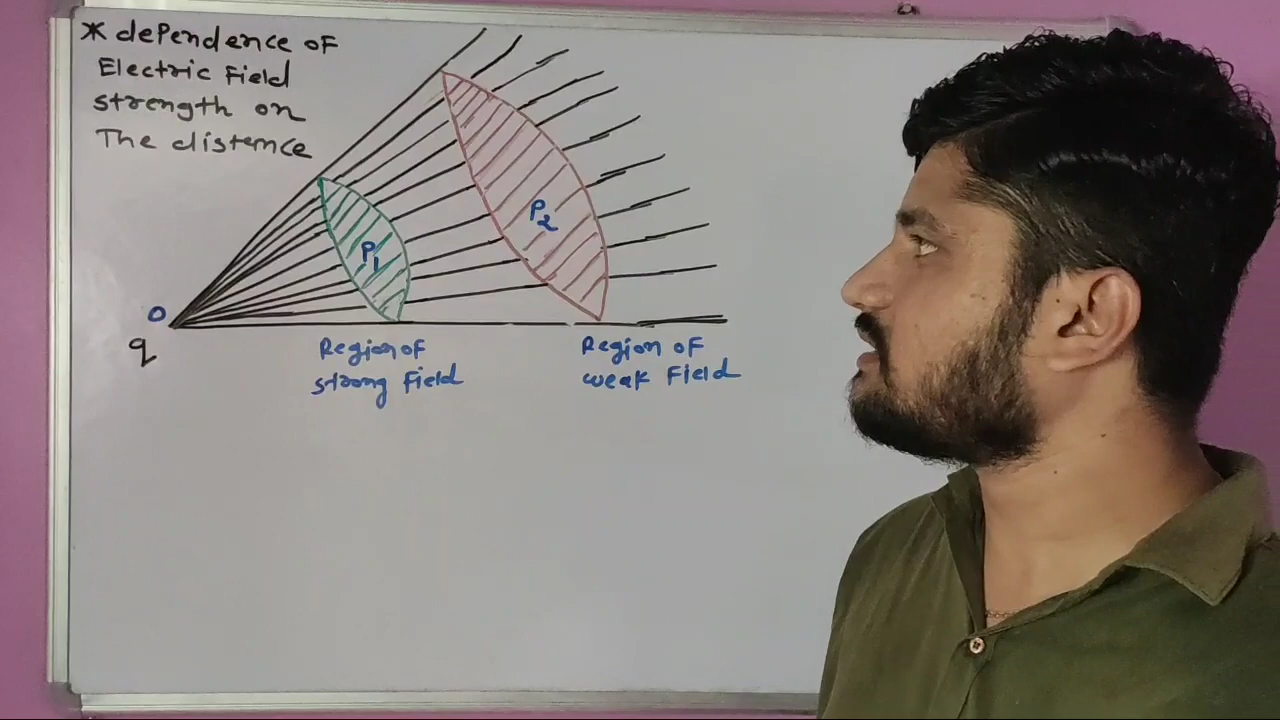 * dependence of
Electric Field
strength on
The distance
P1
P2
O
q
Region of
strong Field
Region of
weak Field